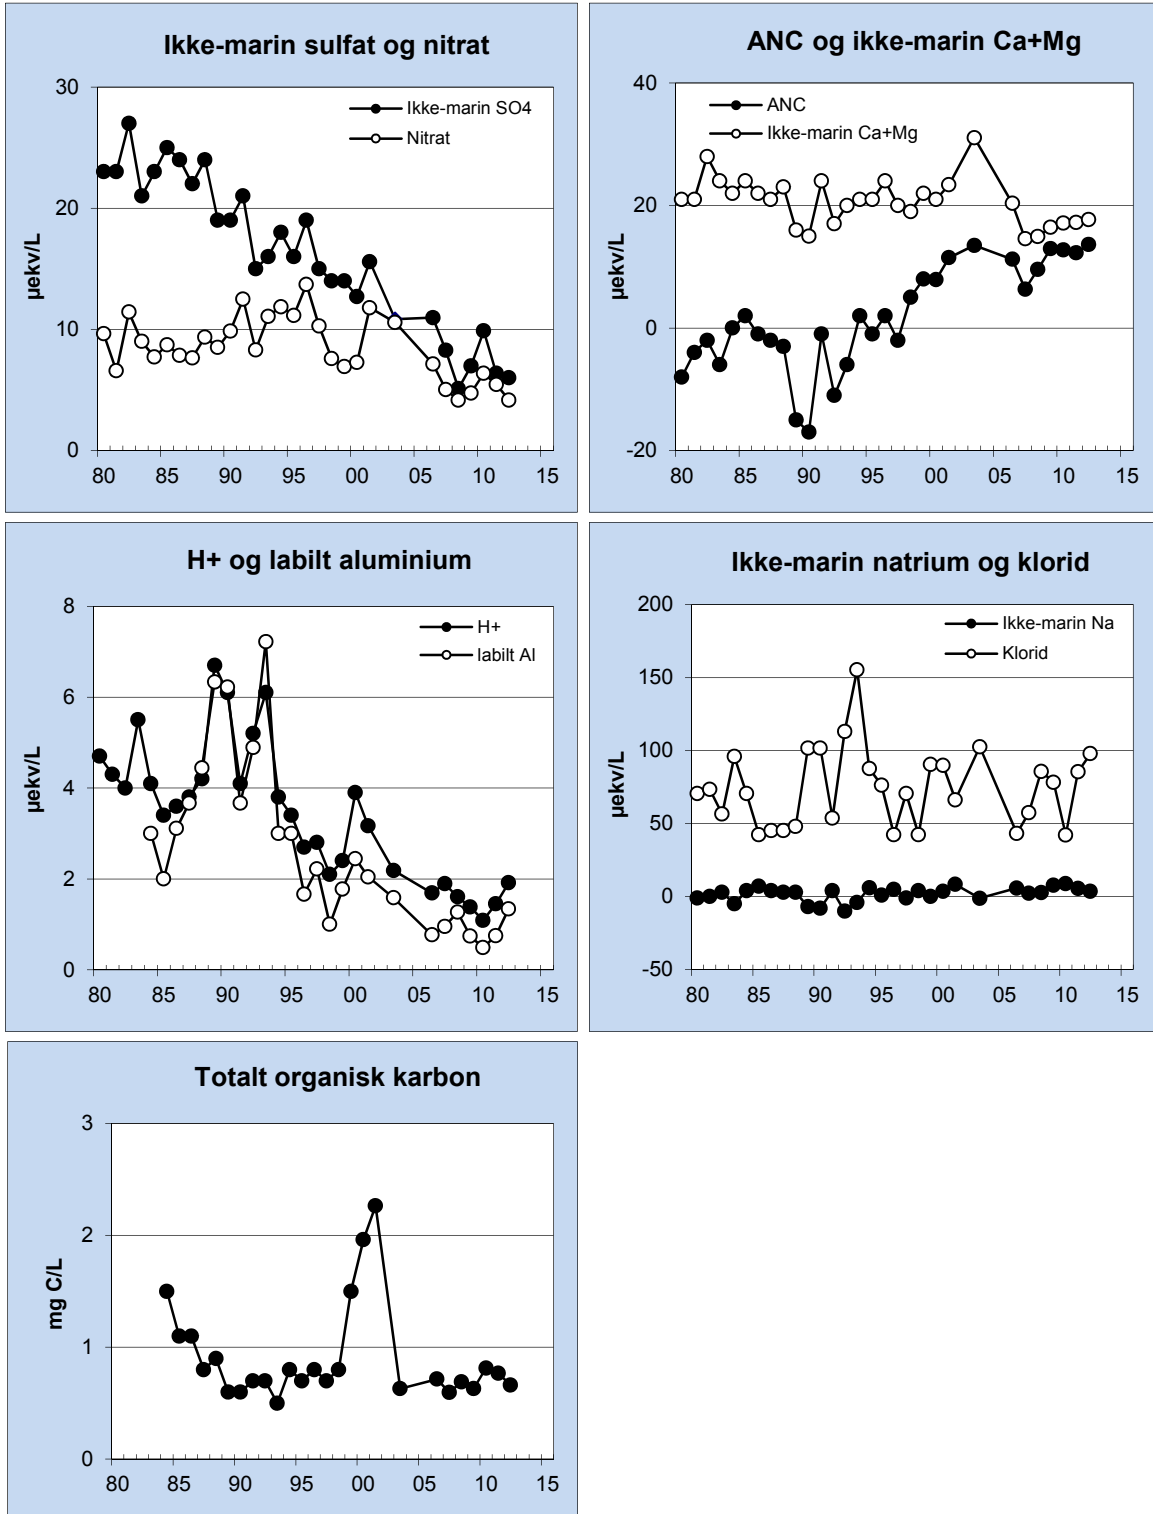 Ikke-marin sulfat og nitrat
30
20
10
0
µekv/L
Ikke-marin SO4
Nitrat
80 85 90 95 00 05 10 15
ANC og ikke-marin Ca+Mg
40
20
0
-20
µekv/L
ANC
Ikke-marin Ca+Mg
80 85 90 95 00 05 10 15
H+ og labilt aluminium
8
6
4
2
0
µekv/L
H+
labilt Al
80 85 90 95 00 05 10 15
Ikke-marin natrium og klorid
200
150
100
50
0
-50
µekv/L
Ikke-marin Na
Klorid
80 85 90 95 00 05 10 15
Totalt organisk karbon
3
2
1
0
mg C/L
80 85 90 95 00 05 10 15